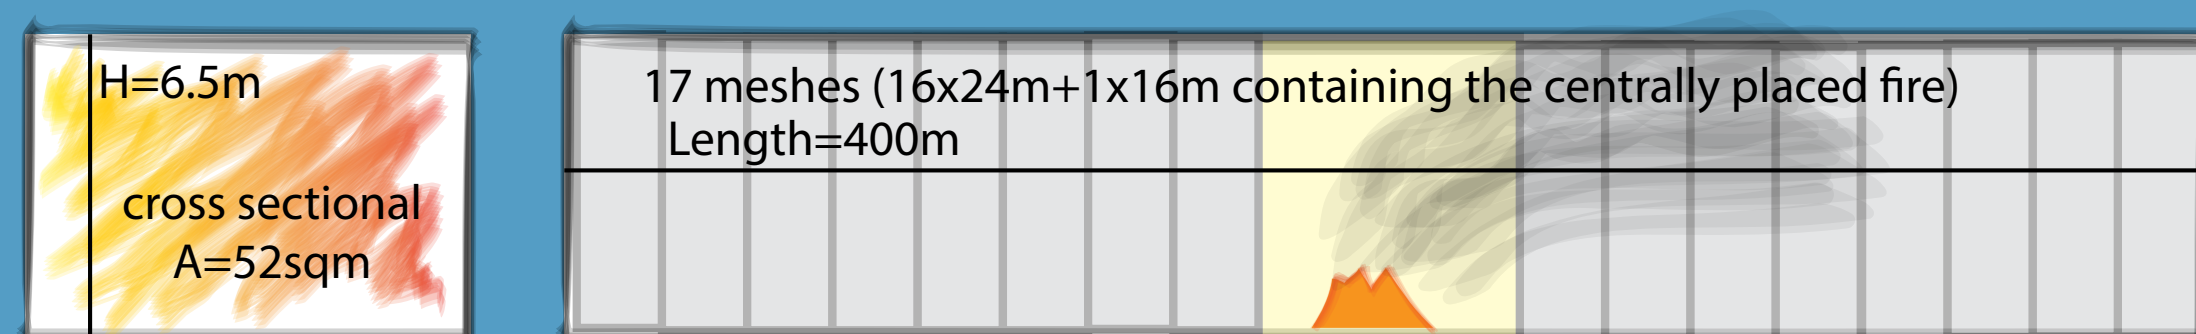 H=6.5m
cross sectional
A=52sqm
17 meshes (16x24m+1x16m containing the centrally placed fire)
Length=400m